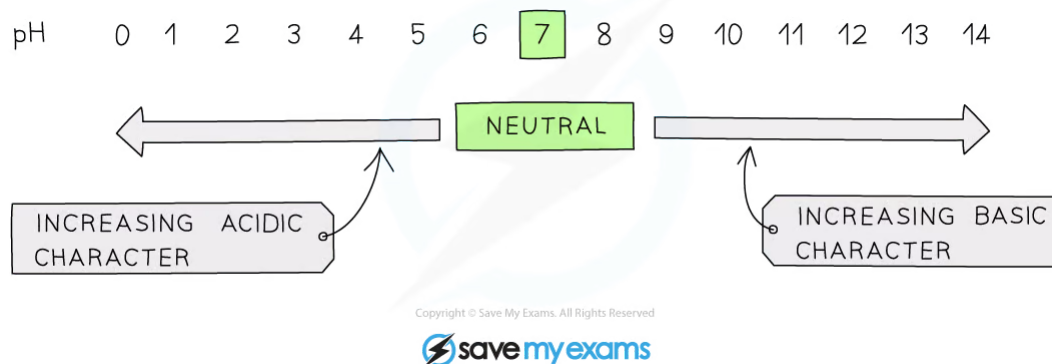 pH 0 1 2 3 4 5 6 7 8 9 10 11 12 13 14
NEUTRAL
INCREASING ACIDIC
CHARACTER
INCREASING BASIC
CHARACTER
Copyright © Save My Exams. All Rights Reserved
save my exams